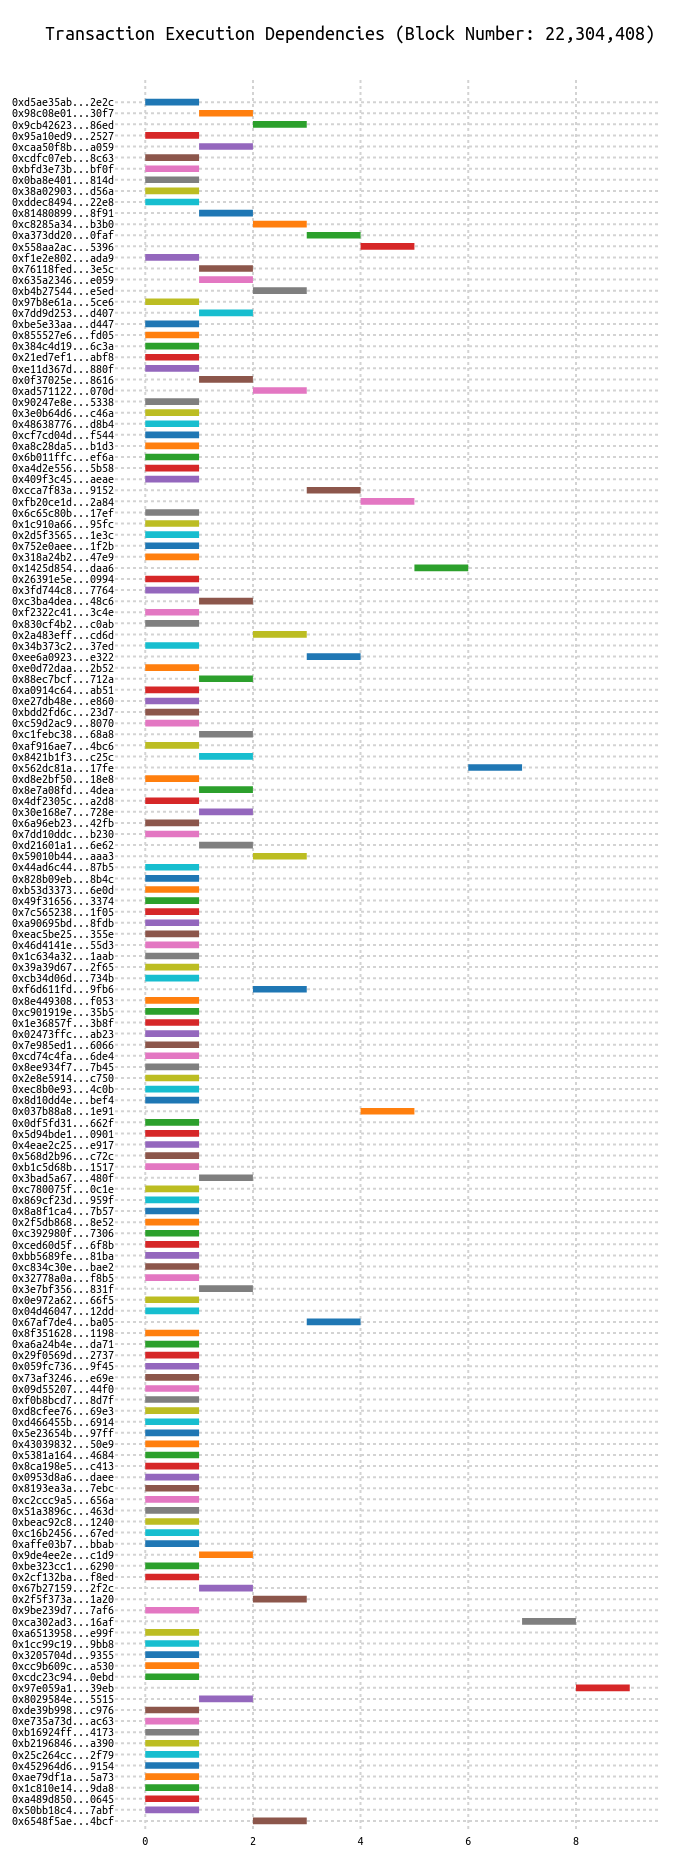 Transaction Execution Dependencies (Block Number: 22,304,408)
0xd5ae35ab...2e2c
0x98c08e01...30f7
0x9cb42623...86ed
0x95a10ed9...2527
0xcaa50f8b...a059
0xcdfc07eb...8c63
0xbfd3e73b...bf0f
0x0ba8e401...814d
0x38a02903...d56a
0xddec8494...22e8
0x81480899...8f91
0xc8285a34...b3b0
0xa373dd20...0faf
0x558aa2ac...5396
0xf1e2e802...ada9
0x76118fed...3e5c
0x635a2346...e059
0xb4b27544...e5ed
0x97b8e61a...5ce6
0x7dd9d253...d407
0xbe5e33aa...d447
0x855527e6...fd05
0x384c4d19...6c3a
0x21ed7ef1...abf8
0xe11d367d...880f
0x0f37025e...8616
0xad571122...070d
0x90247e8e...5338
0x3e0b64d6...c46a
0x48638776...d8b4
0xcf7cd04d...f544
0xa8c28da5...b1d3
0x6b011ffc...ef6a
0xa4d2e556...5b58
0x409f3c45...aeae
0xcca7f83a...9152
0xfb20ce1d...2a84
0x6c65c80b...17ef
0x1c910a66...95fc
0x2d5f3565...1e3c
0x752e0aee...1f2b
0x318a24b2...47e9
0x1425d854...daa6
0x26391e5e...0994
0x3fd744c8...7764
0xc3ba4dea...48c6
0xf2322c41...3c4e
0x830cf4b2...c0ab
0x2a483eff...cd6d
0x34b373c2...37ed
0xee6a0923...e322
0xe0d72daa...2b52
0x88ec7bcf...712a
0xa0914c64...ab51
0xe27db48e...e860
0xbdd2fd6c...23d7
0xc59d2ac9...8070
0xc1febc38...68a8
0xaf916ae7...4bc6
0x8421b1f3...c25c
0x562dc81a...17fe
0xd8e2bf50...18e8
0x8e7a08fd...4dea
0x4df2305c...a2d8
0x30e168e7...728e
0x6a96eb23...42fb
0x7dd10ddc...b230
0xd21601a1...6e62
0x59010b44...aaa3
0x44ad6c44...87b5
0x828b09eb...8b4c
0xb53d3373...6e0d
0x49f31656...3374
0x7c565238...1f05
0xa90695bd...8fdb
0xeac5be25...355e
0x46d4141e...55d3
0x1c634a32...1aab
0x39a39d67...2f65
0xcb34d06d...734b
0xf6d611fd...9fb6
0x8e449308...f053
0xc901919e...35b5
0x1e36857f...3b8f
0x02473ffc...ab23
0x7e985ed1...6066
0xcd74c4fa...6de4
0x8ee934f7...7b45
0x2e8e5914...c750
0xec8b0e93...4c0b
0x8d10dd4e...bef4
0x037b88a8...1e91
0x0df5fd31...662f
0x5d94bde1...0901
0x4eae2c25...e917
0x568d2b96...c72c
0xb1c5d68b...1517
0x3bad5a67...480f
0xc780075f...0c1e
0x869cf23d...959f
0x8a8f1ca4...7b57
0x2f5db868...8e52
0xc392980f...7306
0xced60d5f...6f8b
0xbb5689fe...81ba
0xc834c30e...bae2
0x32778a0a...f8b5
0x3e7bf356...831f
0x0e972a62...66f5
0x04d46047...12dd
0x67af7de4...ba05
0x8f351628...1198
0xa6a24b4e...da71
0x29f0569d...2737
0x059fc736...9f45
0x73af3246...e69e
0x09d55207...44f0
0xf0b8bcd7...8d7f
0xd8cfee76...69e3
0xd466455b...6914
0x5e23654b...97ff
0x43039832...50e9
0x5381a164...4684
0x8ca198e5...c413
0x0953d8a6...daee
0x8193ea3a...7ebc
0xc2ccc9a5...656a
0x51a3896c...463d
0xbeac92c8...1240
0xc16b2456...67ed
0xaffe03b7...bbab
0x9de4ee2e...c1d9
0xbe323cc1...6290
0x2cf132ba...f8ed
0x67b27159...2f2c
0x2f5f373a...1a20
0x9be239d7...7af6
0xca302ad3...16af
0xa6513958...e99f
0x1cc99c19...9bb8
0x3205704d...9355
0xcc9b609c...a530
0xcdc23c94...0ebd
0x97e059a1...39eb
0x8029584e...5515
0xde39b998...c976
0xe735a73d...ac63
0xb16924ff...4173
0xb2196846...a390
0x25c264cc...2f79
0x452964d6...9154
0xae79df1a...5a73
0x1c810e14...9da8
0xa489d850...0645
0x50bb18c4...7abf
0x6548f5ae...4bcf
0 2 4 6 8